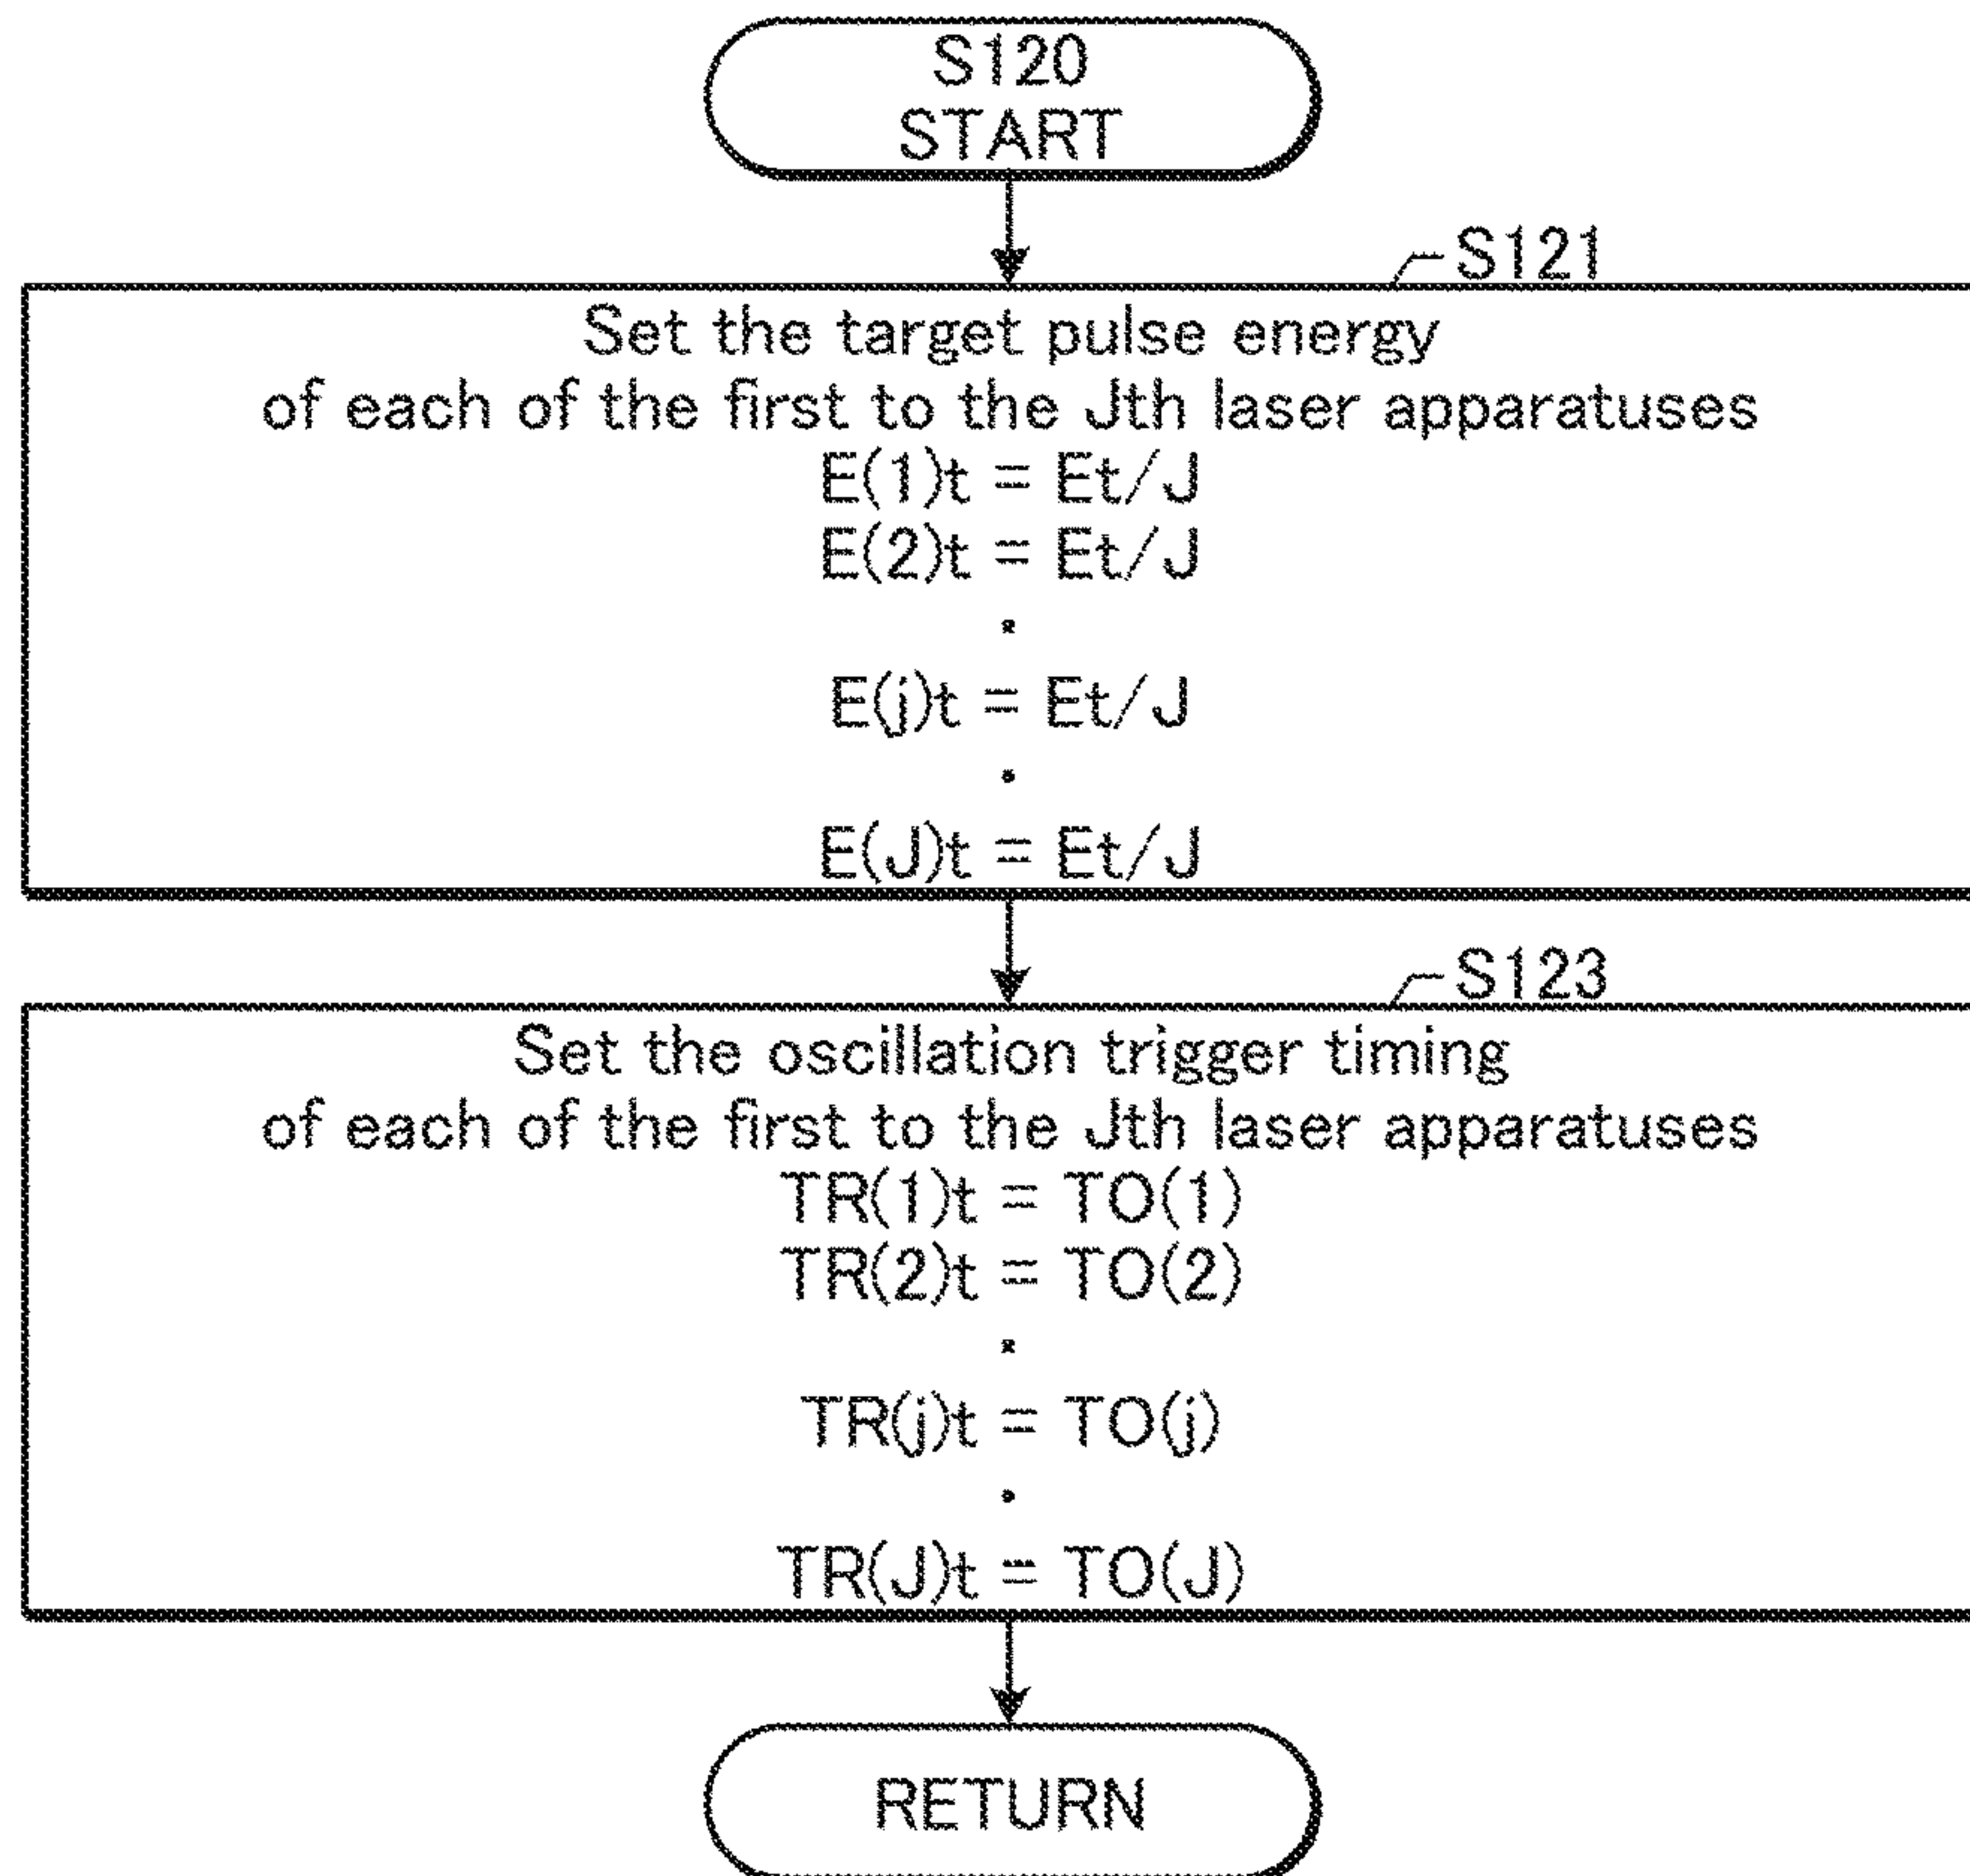 S120
START
S121
Set the target pulse energy
of each of the first to the Jth laser apparatuses
E(1)t = Et/J
E(2)t = Et/J
·
E(j)t = Et/J
·
E(J)t = Et/J
S123
Set the oscillation trigger timing
of each of the first to the Jth laser apparatuses
TR(1)t = TO(1)
TR(2)t = TO(2)
·
TR(j)t = TO(j)
·
TR(J)t = TO(J)
RETURN